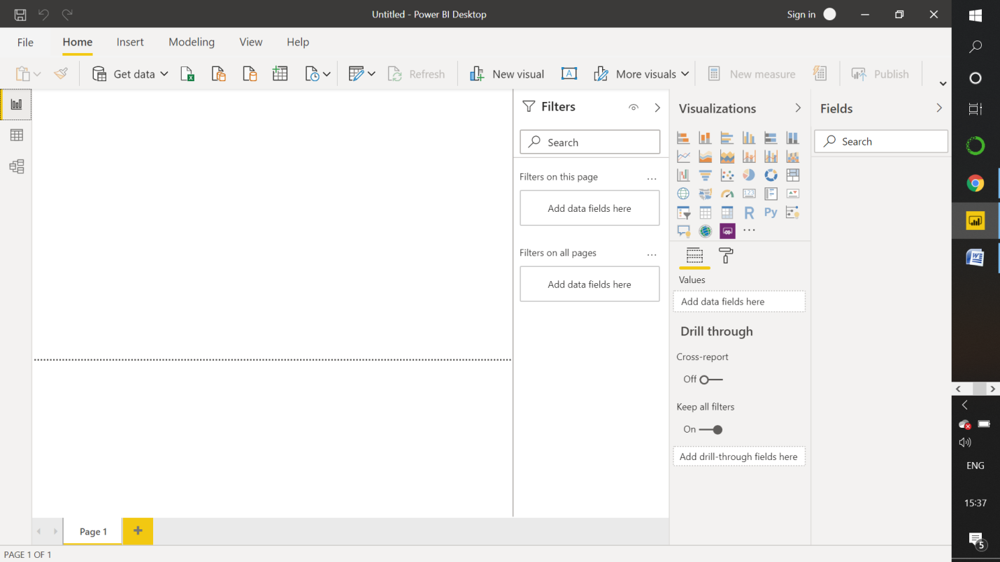 Untitled - Power BI Desktop
Sign in
File Home Insert Modeling View Help
Get data
Refresh
New visual
A
More visuals
New measure
Publish
Filters
Search
Filters on this page
...
Add data fields here
Filters on all pages
...
Add data fields here
Visualizations
123
R
Py
...
Values
Add data fields here
Drill through
Cross-report
Off
Keep all filters
On
Add drill-through fields here
Fields
Search
Page 1
+
PAGE 1 OF 1
W
ENG
15:37
5